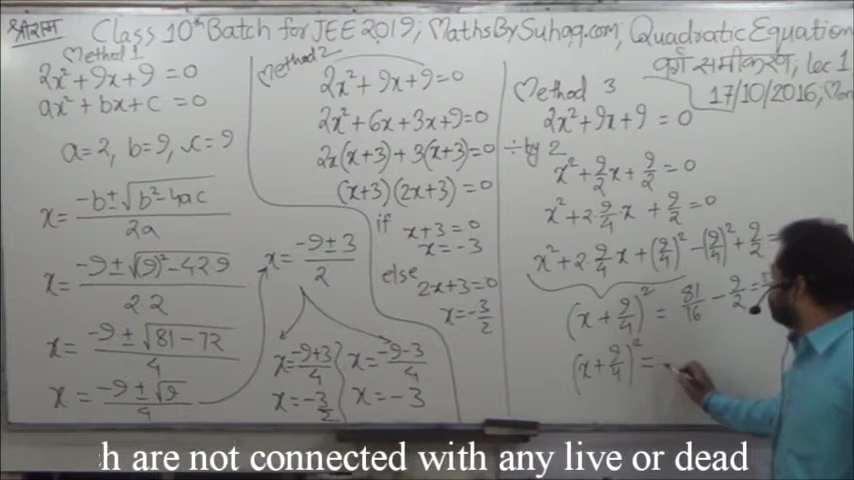 श्रीराम Class 10th Batch for JEE 2019; MathsBySuhag.com; Quadratic Equation
वर्ग समीकरण, lec 1
17/10/2016, Mon
Method 1
2x² + 9x + 9 = 0
ax² + bx + c = 0
a = 2, b = 9, c = 9
x = (-b ± √(b² - 4ac)) / 2a
x = (-9 ± √((9)² - 4·2·9)) / 2·2
x = (-9 ± √(81 - 72)) / 4
x = (-9 ± √9) / 4
x = (-9 ± 3) / 2
x = (-9+3)/4
x = -3/2
x = (-9-3)/4
x = -3
Method 2
2x² + 9x + 9 = 0
2x² + 6x + 3x + 9 = 0
2x(x+3) + 3(x+3) = 0
(x+3)(2x+3) = 0
if x+3 = 0
x = -3
else 2x+3 = 0
x = -3/2
Method 3
2x² + 9x + 9 = 0
÷ by 2
x² + 9/2 x + 9/2 = 0
x² + 2·9/4·x + 9/2 = 0
x² + 2·9/4 x + (9/4)² - (9/4)² + 9/2 =
(x + 9/4)² = 81/16 - 9/2 =
(x + 9/4)² =
h are not connected with any live or dead